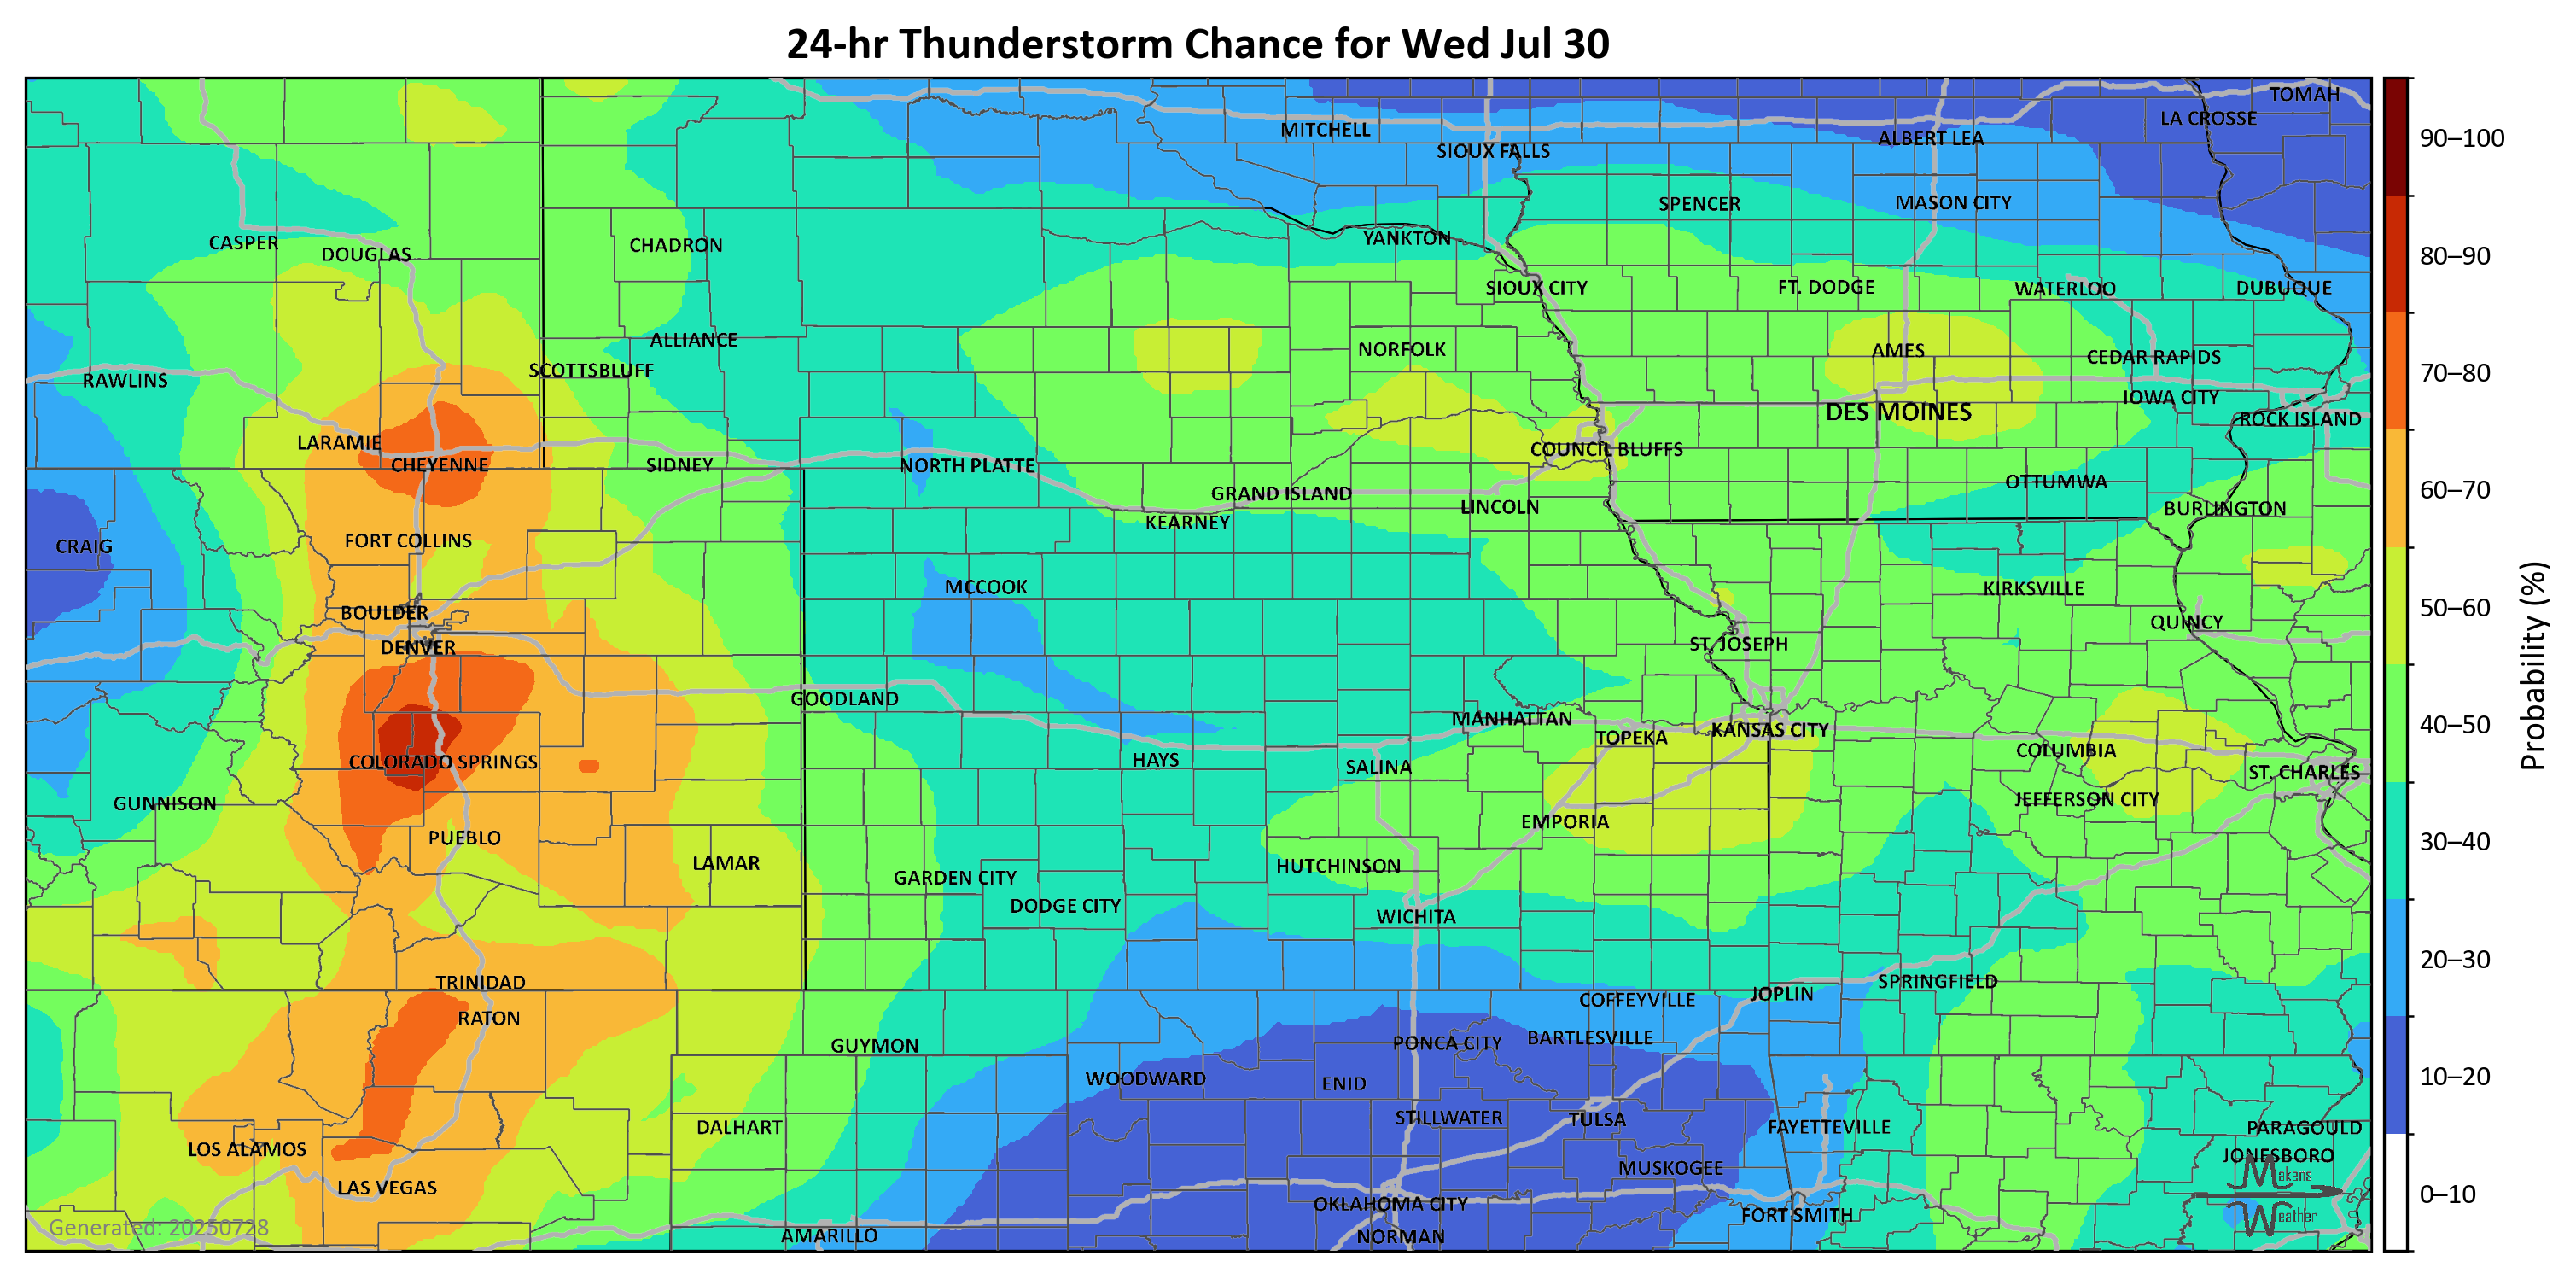 24-hr Thunderstorm Chance for Wed Jul 30
TOMAH
LA CROSSE
MITCHELL
ALBERT LEA
SIOUX FALLS
SPENCER
MASON CITY
YANKTON
CASPER
DOUGLAS
CHADRON
SIOUX CITY
FT. DODGE
WATERLOO
DUBUQUE
ALLIANCE
NORFOLK
AMES
CEDAR RAPIDS
SCOTTSBLUFF
RAWLINS
IOWA CITY
DES MOINES
ROCK ISLAND
LARAMIE
COUNCIL BLUFFS
CHEYENNE
SIDNEY
NORTH PLATTE
OTTUMWA
GRAND ISLAND
LINCOLN
BURLINGTON
KEARNEY
CRAIG
FORT COLLINS
MCCOOK
KIRKSVILLE
BOULDER
QUINCY
DENVER
ST. JOSEPH
GOODLAND
MANHATTAN
KANSAS CITY
TOPEKA
COLUMBIA
HAYS
COLORADO SPRINGS
SALINA
ST. CHARLES
GUNNISON
JEFFERSON CITY
EMPORIA
PUEBLO
LAMAR
HUTCHINSON
GARDEN CITY
DODGE CITY
WICHITA
TRINIDAD
SPRINGFIELD
JOPLIN
COFFEYVILLE
RATON
BARTLESVILLE
PONCA CITY
GUYMON
WOODWARD
ENID
STILLWATER
TULSA
DALHART
FAYETTEVILLE
PARAGOULD
LOS ALAMOS
JONESBORO
MUSKOGEE
LAS VEGAS
OKLAHOMA CITY
FORT SMITH
AMARILLO
NORMAN
Generated: 20250728
Makens
Weather
90–100
80–90
70–80
60–70
50–60
40–50
30–40
20–30
10–20
0–10
Probability (%)